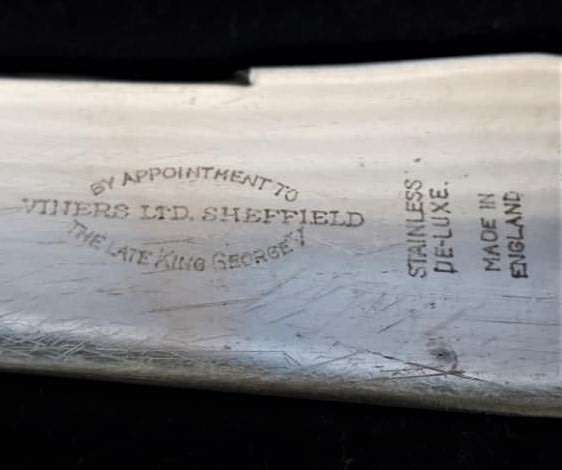 BY APPOINTMENT TO
VINERS LTD. SHEFFIELD
THE LATE KING GEORGE V
STAINLESS
DE-LUXE.
MADE IN
ENGLAND